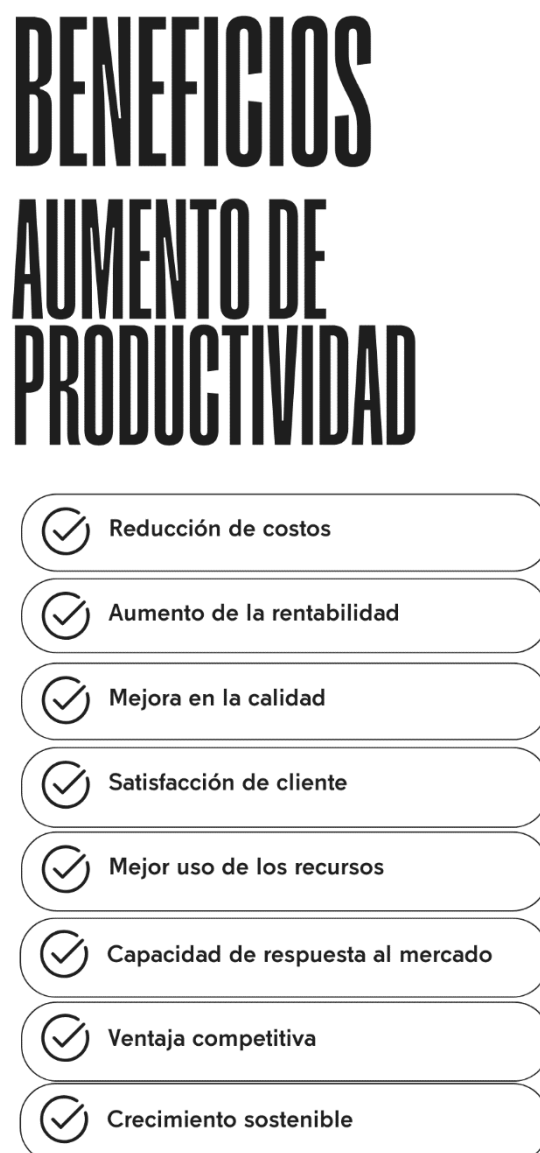 BENEFICIOS
AUMENTO DE
PRODUCTIVIDAD
Reducción de costos
Aumento de la rentabilidad
Mejora en la calidad
Satisfacción de cliente
Mejor uso de los recursos
Capacidad de respuesta al mercado
Ventaja competitiva
Crecimiento sostenible